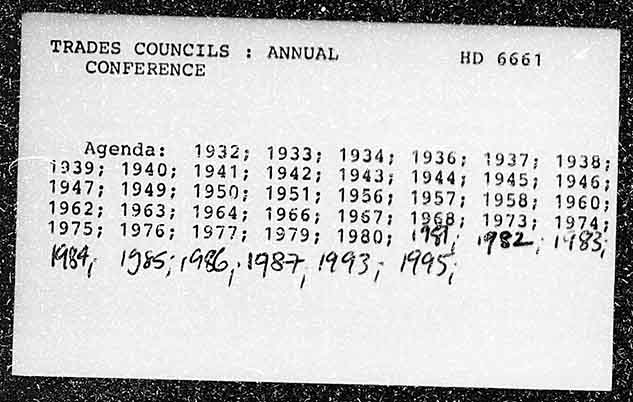 TRADES COUNCILS : ANNUAL HD 6661
CONFERENCE
Agenda: 1932; 1933; 1934; 1936; 1937; 1938;
1939; 1940; 1941; 1942; 1943; 1944; 1945; 1946;
1947; 1949; 1950; 1951; 1956; 1957; 1958; 1960;
1962; 1963; 1964; 1966; 1967; 1968; 1973; 1974;
1975; 1976; 1977; 1979; 1980; 1981; 1982; 1983;
1984; 1985; 1986; 1987, 1993; 1995;